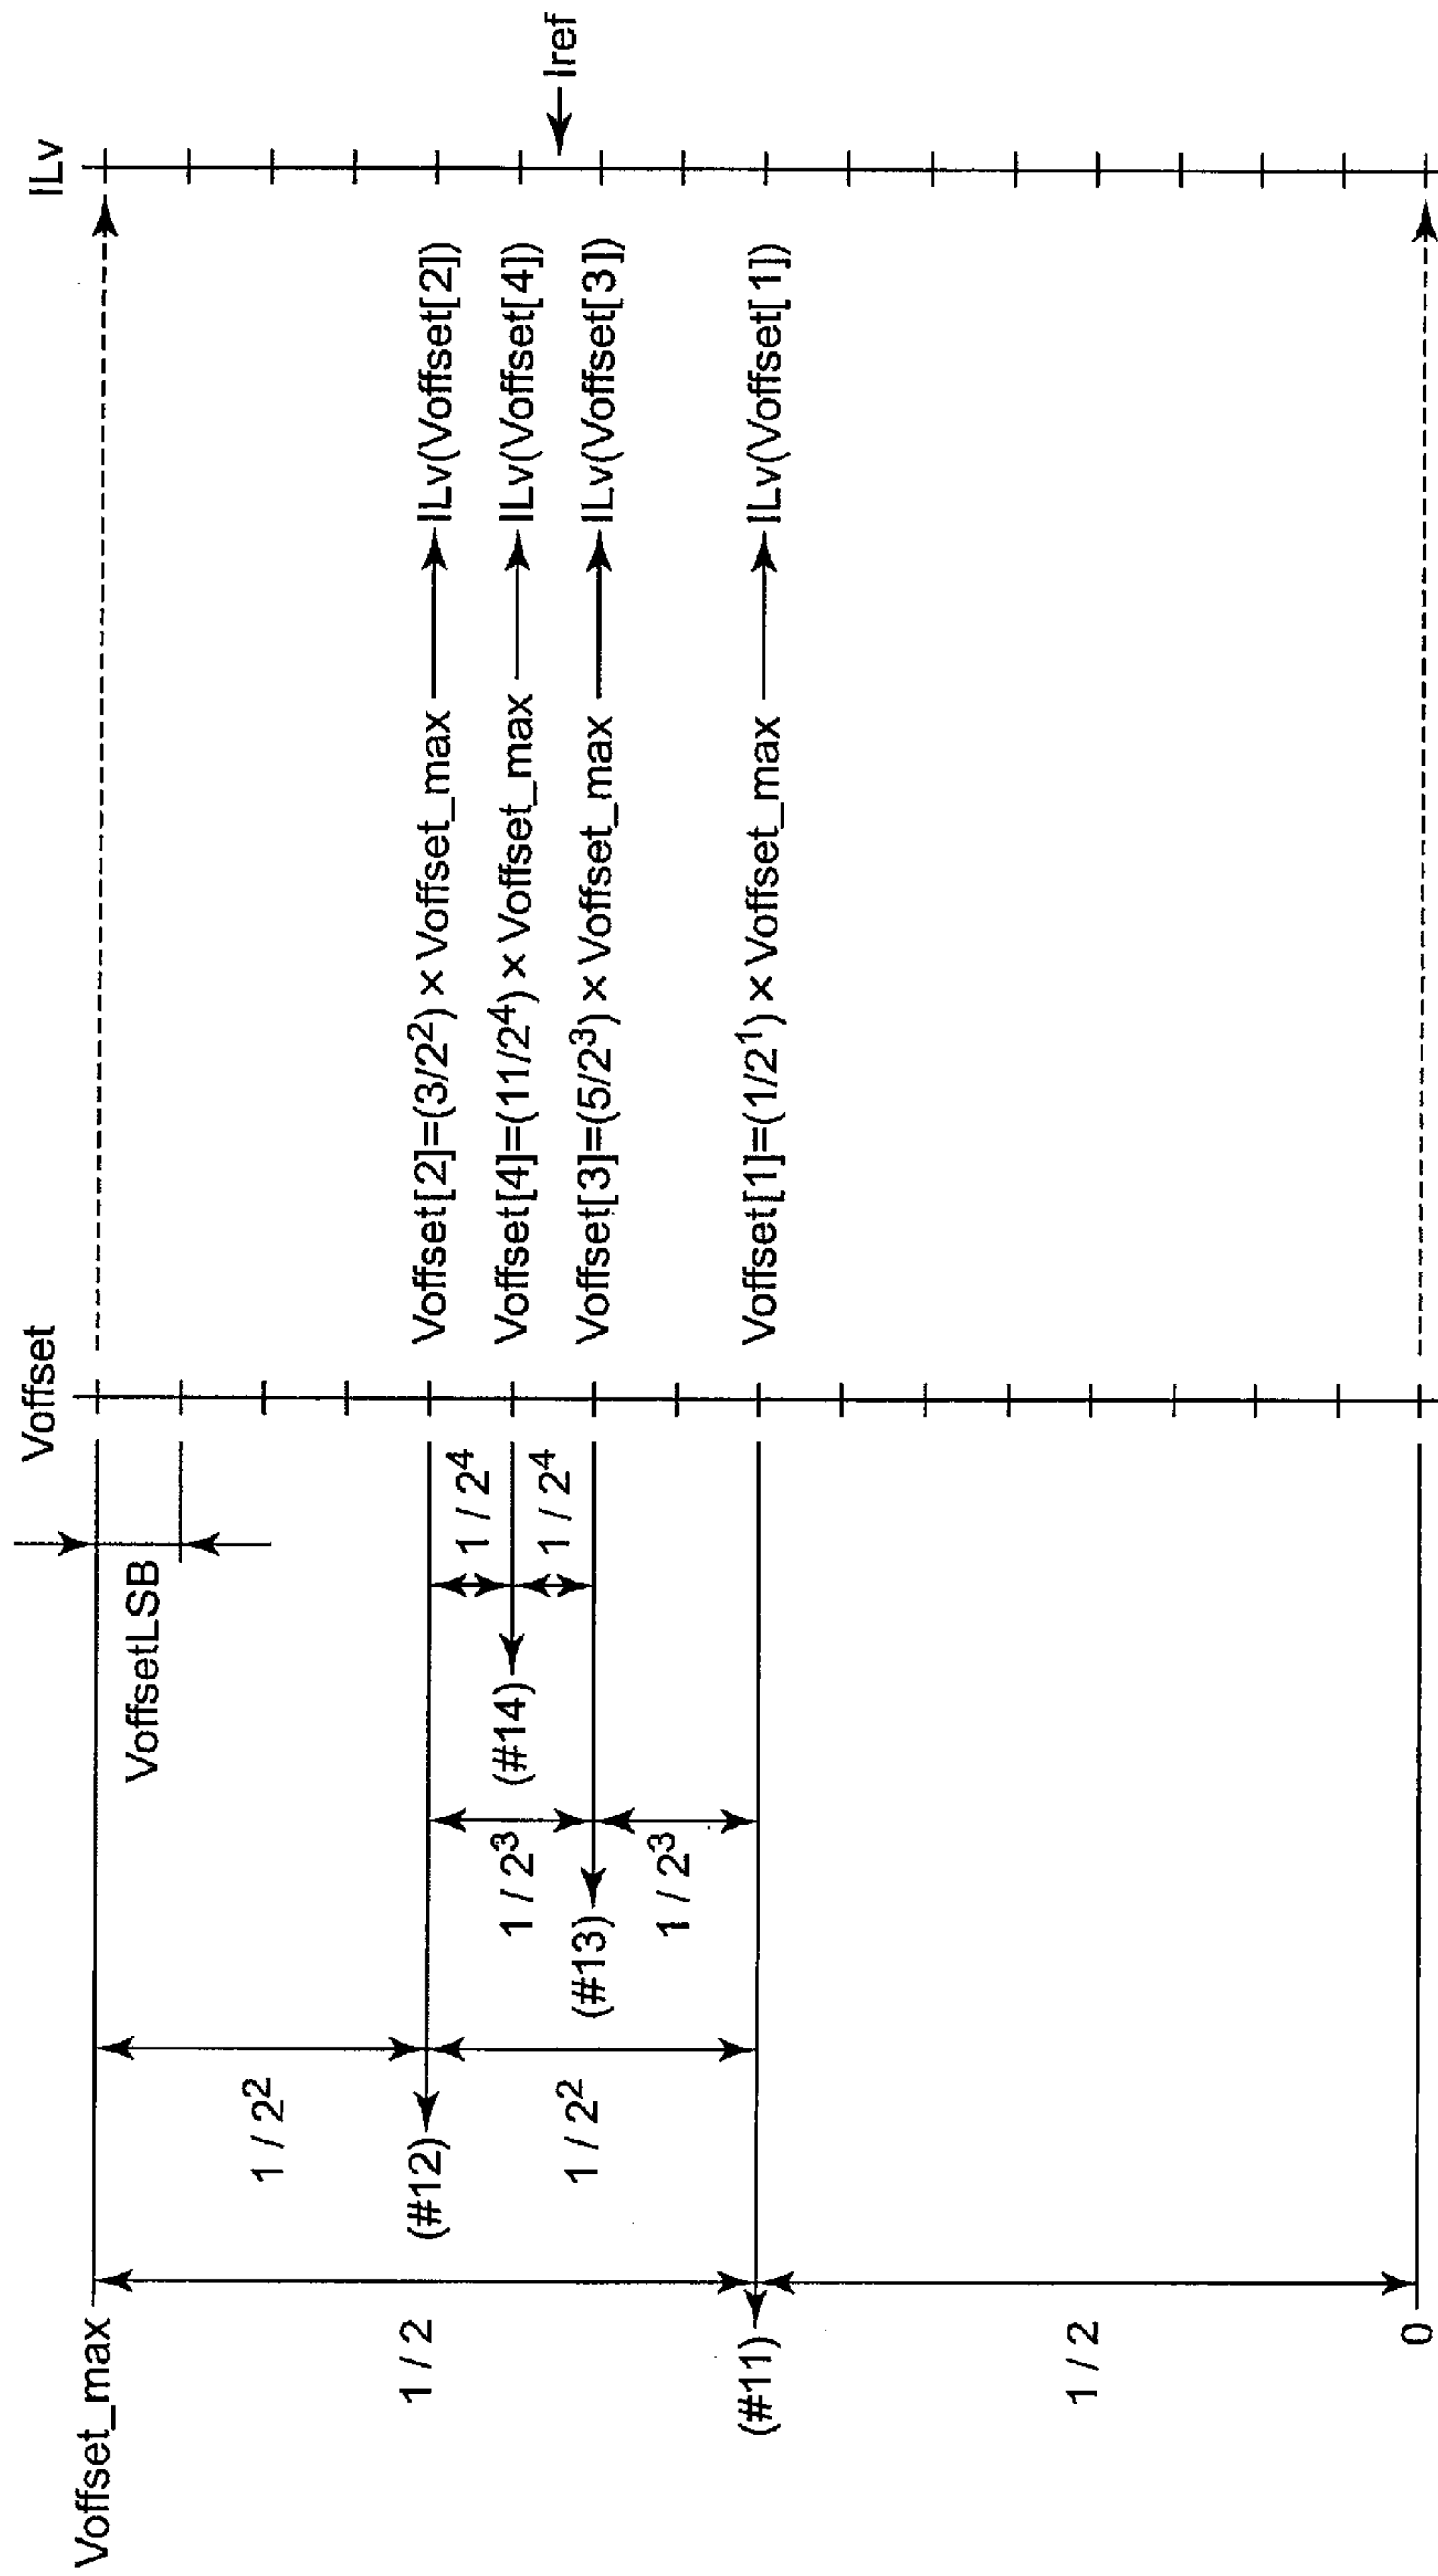 Voffset
ILv
Voffset_max
VoffsetLSB
1 / 2
1 / 2²
(#12)
1 / 2²
1 / 2³
(#13)
1 / 2³
(#14)
1 / 2⁴
1 / 2⁴
(#11)
1 / 2
0
Voffset[2]=(3/2²) × Voffset_max
ILv(Voffset[2])
Voffset[4]=(11/2⁴) × Voffset_max
ILv(Voffset[4])
Voffset[3]=(5/2³) × Voffset_max
ILv(Voffset[3])
Voffset[1]=(1/2¹) × Voffset_max
ILv(Voffset[1])
Iref